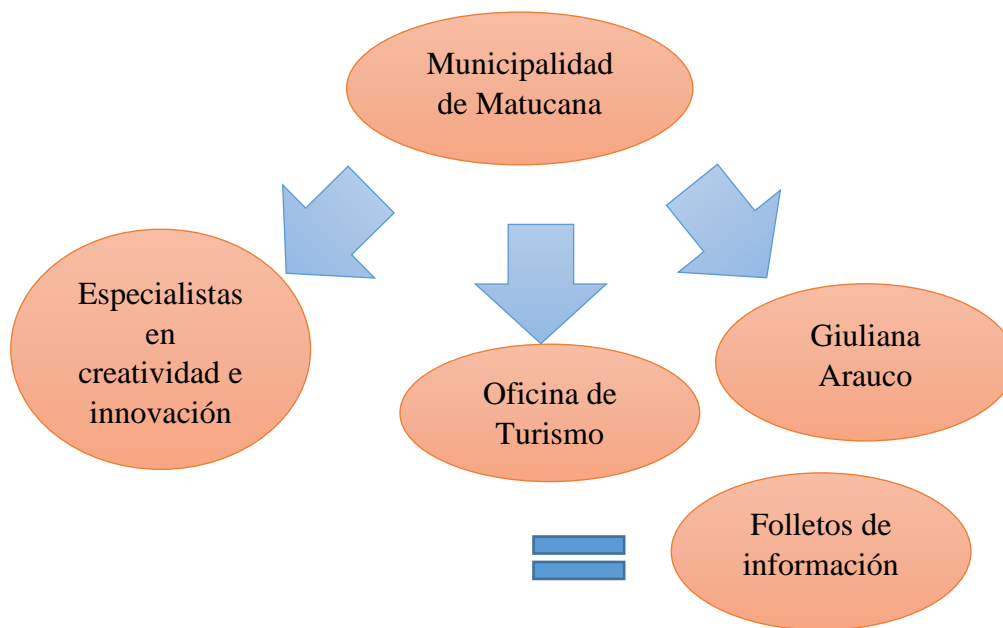 Municipalidad
de Matucana
Especialistas
en
creatividad e
innovación
Oficina de
Turismo
Giuliana
Arauco
Folletos de
información